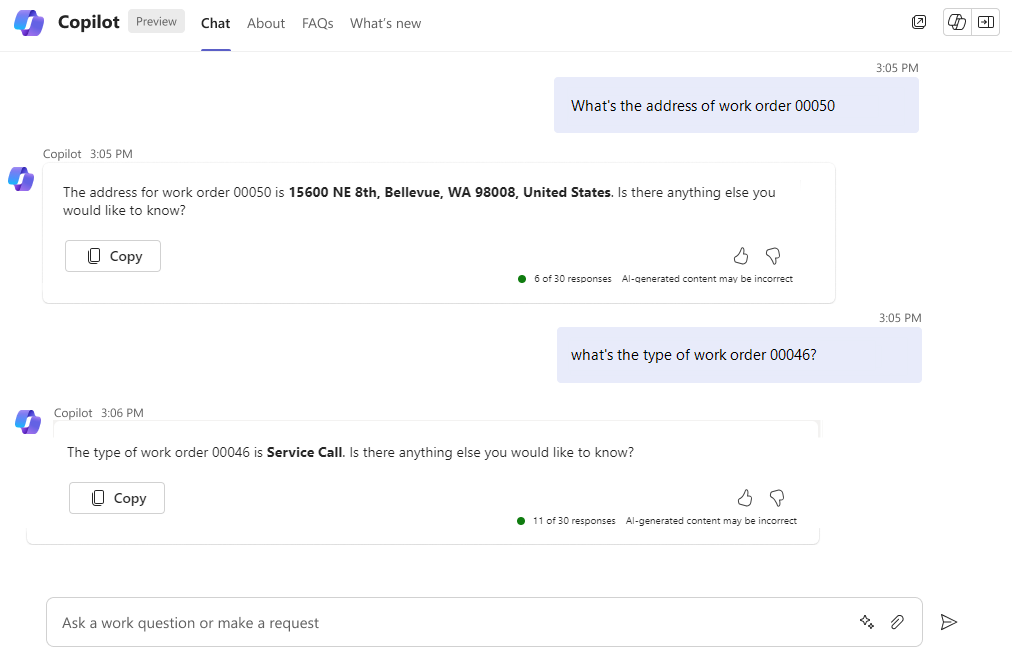 Copilot Preview Chat About FAQs What's new
3:05 PM
What's the address of work order 00050
Copilot 3:05 PM
The address for work order 00050 is 15600 NE 8th, Bellevue, WA 98008, United States. Is there anything else you
would like to know?
Copy
6 of 30 responses AI-generated content may be incorrect
3:05 PM
what's the type of work order 00046?
Copilot 3:06 PM
The type of work order 00046 is Service Call. Is there anything else you would like to know?
Copy
11 of 30 responses AI-generated content may be incorrect
Ask a work question or make a request